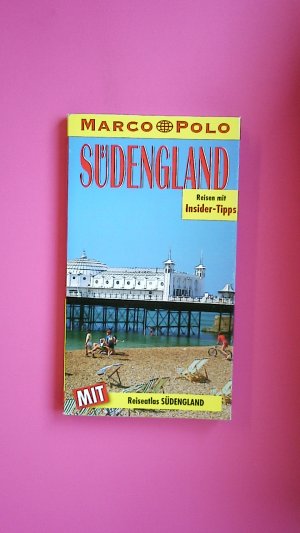 MARCO POLO
SÜDENGLAND
Reisen mit
Insider-Tipps
MIT
Reiseatlas SÜDENGLAND